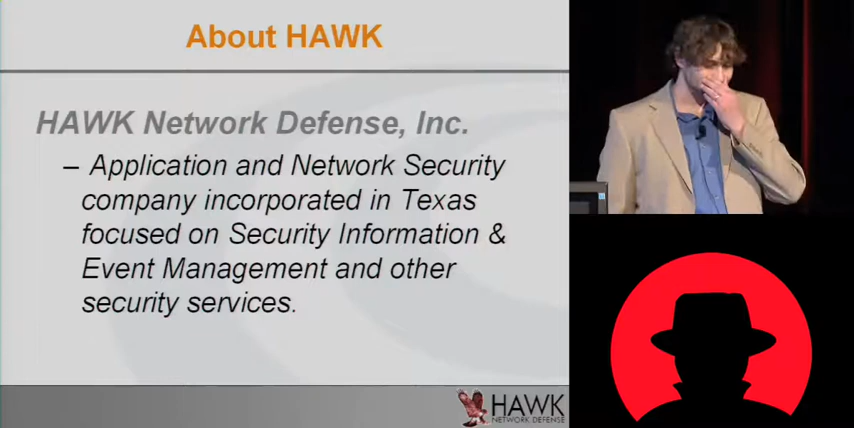 About HAWK
HAWK Network Defense, Inc.
– Application and Network Security
company incorporated in Texas
focused on Security Information &
Event Management and other
security services.
HAWK
NETWORK DEFENSE